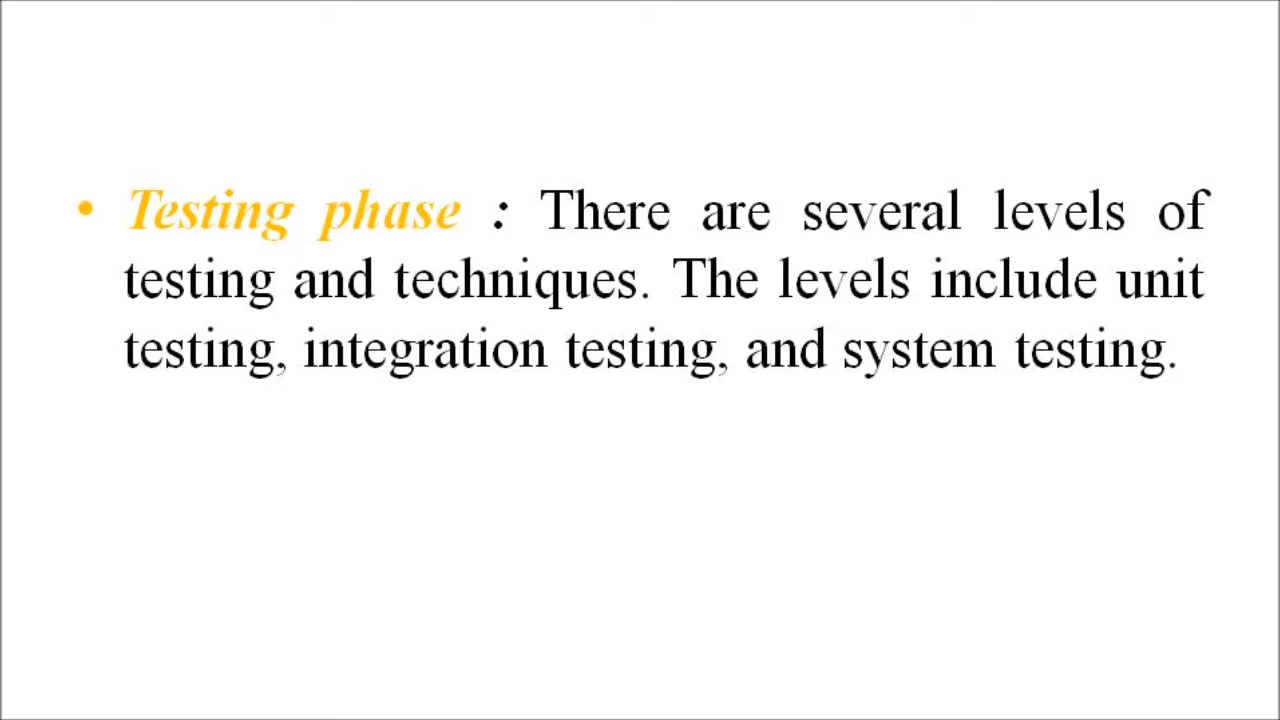 • Testing phase : There are several levels of
testing and techniques. The levels include unit
testing, integration testing, and system testing.